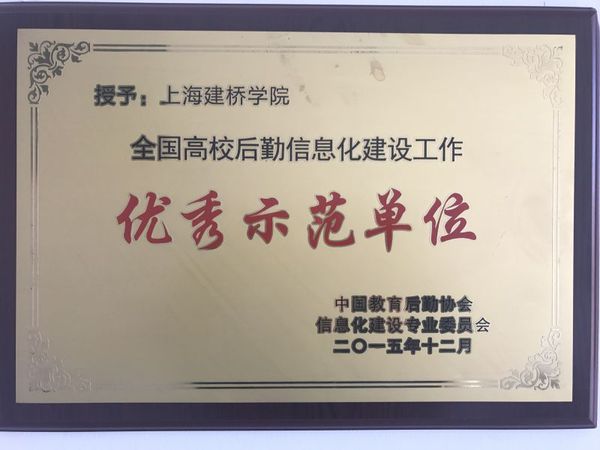 授予：上海建桥学院
全国高校后勤信息化建设工作
优秀示范单位
中国教育后勤协会
信息化建设专业委员会
二〇一五年十二月